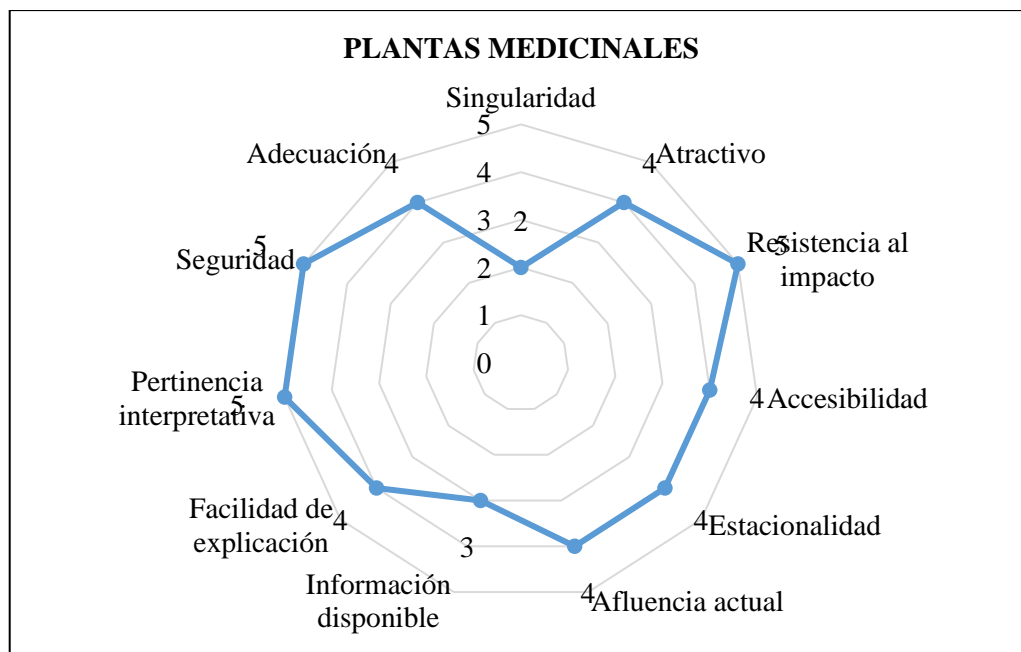 PLANTAS MEDICINALES
Singularidad
5
Adecuación
4
4
Atractivo
4
3
2
5
Seguridad
Resistencia al
impacto
5
2
1
0
Pertinencia
interpretativa
5
4
Accesibilidad
Facilidad de
explicación
4
4
Estacionalidad
3
Información
disponible
4
Afluencia actual